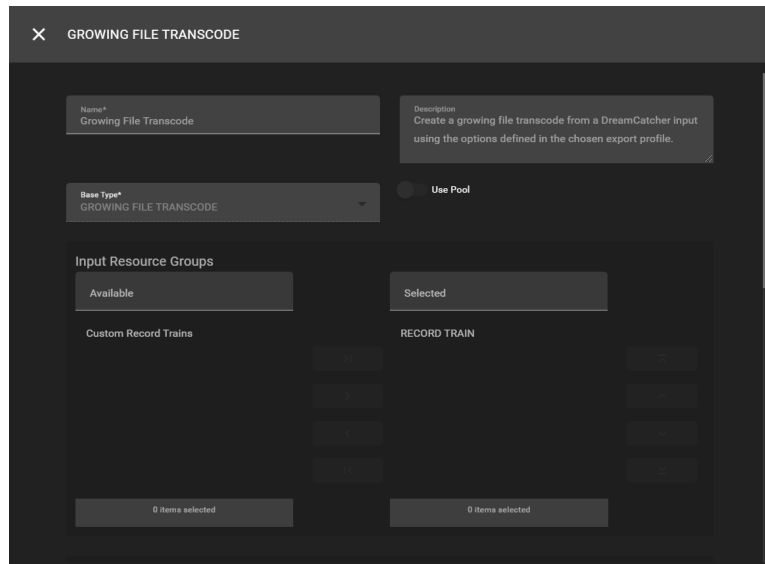 GROWING FILE TRANSCODE
Name*
Growing File Transcode
Description
Create a growing file transcode from a DreamCatcher input
using the options defined in the chosen export profile.
Base Type*
GROWING FILE TRANSCODE
Use Pool
Input Resource Groups
Available
Selected
Custom Record Trains
RECORD TRAIN
0 items selected
0 items selected